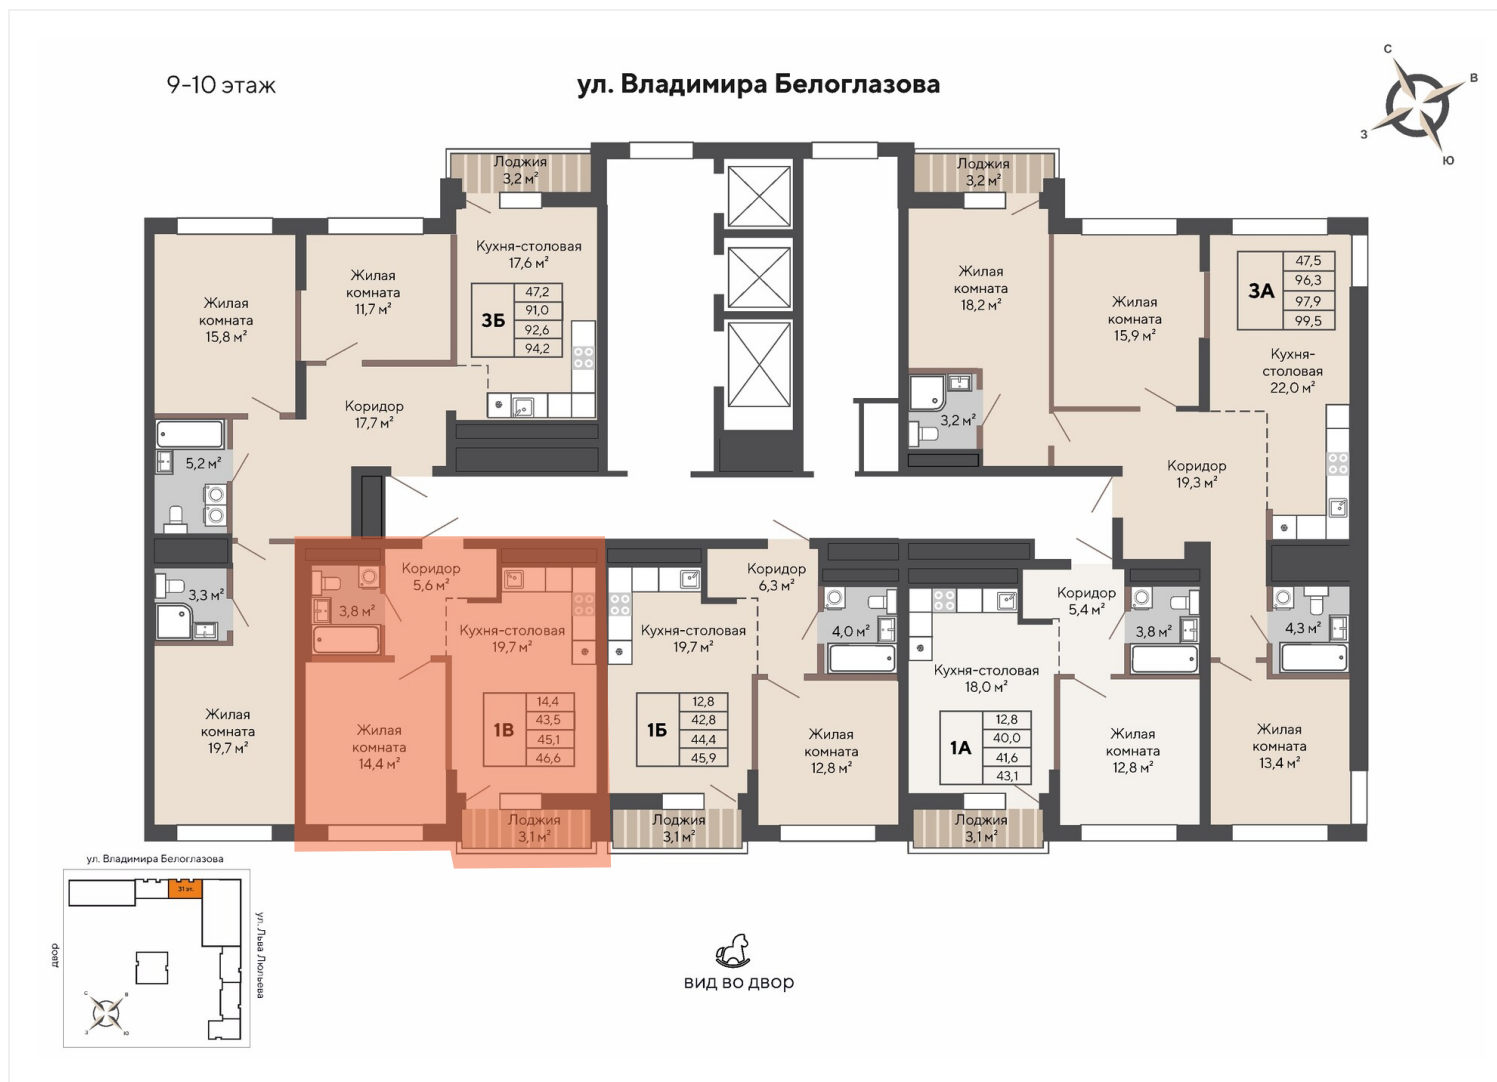 9-10 этаж
ул. Владимира Белоглазова
С
В
З
Ю
Лоджия
3,2 м²
Лоджия
3,2 м²
Жилая
комната
15,8 м²
Жилая
комната
11,7 м²
Кухня-столовая
17,6 м²
3Б
47,2
91,0
92,6
94,2
Коридор
17,7 м²
5,2 м²
3,3 м²
Жилая
комната
19,7 м²
Жилая
комната
18,2 м²
3,2 м²
Жилая
комната
15,9 м²
3А
47,5
96,3
97,9
99,5
Кухня-
столовая
22,0 м²
Коридор
19,3 м²
4,3 м²
Жилая
комната
13,4 м²
Коридор
5,6 м²
3,8 м²
Кухня-столовая
19,7 м²
1В
14,4
43,5
45,1
46,6
Жилая
комната
14,4 м²
Лоджия
3,1 м²
Коридор
6,3 м²
4,0 м²
Кухня-столовая
19,7 м²
1Б
12,8
42,8
44,4
45,9
Жилая
комната
12,8 м²
Лоджия
3,1 м²
Коридор
5,4 м²
3,8 м²
Кухня-столовая
18,0 м²
1А
12,8
40,0
41,6
43,1
Жилая
комната
12,8 м²
Лоджия
3,1 м²
ул. Владимира Белоглазова
31 эт.
ул. Льва Люльева
двор
С
В
З
Ю
вид во двор